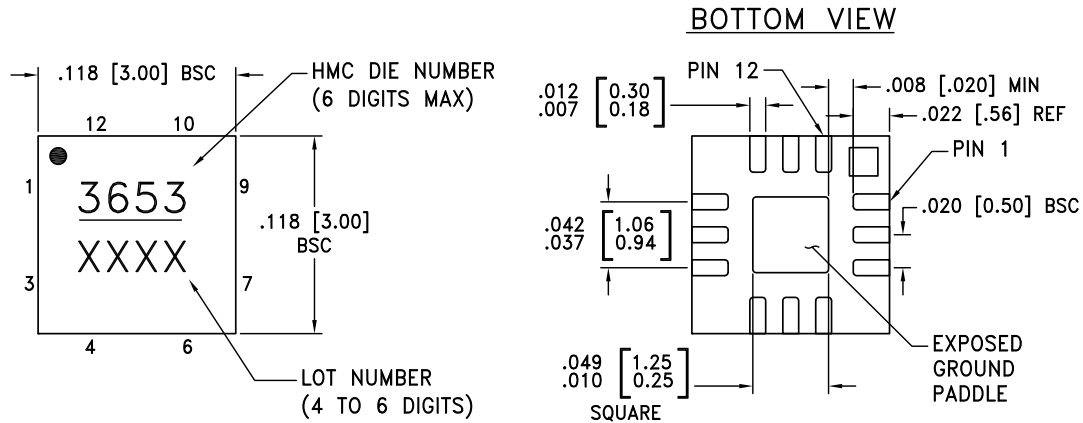 BOTTOM VIEW
.118 [3.00] BSC
HMC DIE NUMBER
(6 DIGITS MAX)
12
10
1
9
3653
XXXX
.118 [3.00]
BSC
3
7
4
6
LOT NUMBER
(4 TO 6 DIGITS)
.012
.007
[0.30
0.18]
PIN 12
.008 [.020] MIN
.022 [.56] REF
PIN 1
.020 [0.50] BSC
.042
.037
[1.06
0.94]
.049
.010
[1.25
0.25]
SQUARE
EXPOSED
GROUND
PADDLE